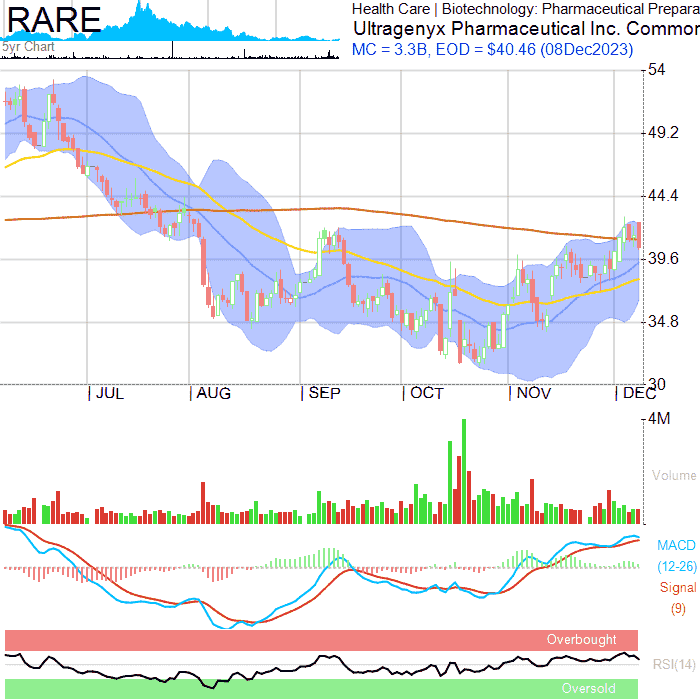 RARE
5yr Chart
Health Care | Biotechnology: Pharmaceutical Prepara
Ultragenyx Pharmaceutical Inc. Common
MC = 3.3B, EOD = $40.46 (08Dec2023)
54
49.2
44.4
39.6
34.8
30
JUL AUG SEP OCT NOV DEC
4M
Volume
MACD
(12-26)
Signal
(9)
Overbought
RSI(14)
Oversold